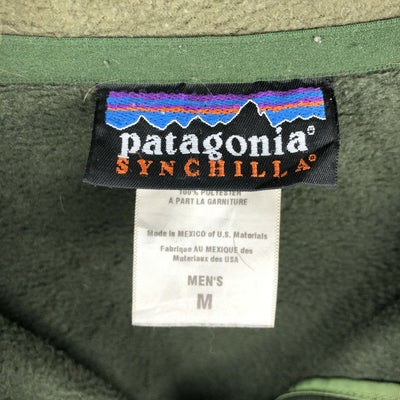 patagonia®
SYNCHILLA®
100% POLYESTER
À PART LA GARNITURE
Made in MEXICO of U.S. Materials
Fabriqué AU MEXIQUE des
Materiaux des USA
MEN'S
M